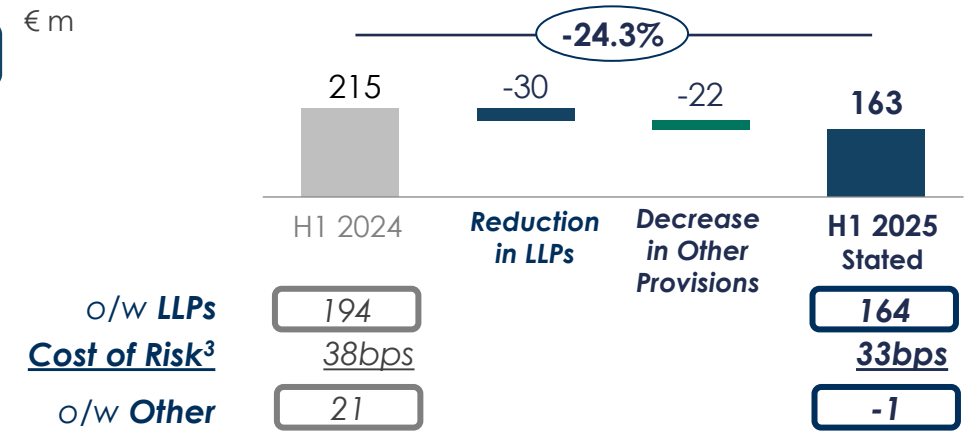 € m
-24.3%
215
-30
-22
163
H1 2024
Reduction
in LLPs
Decrease
in Other
Provisions
H1 2025
Stated
o/w LLPs
194
164
Cost of Risk³
38bps
33bps
o/w Other
21
-1